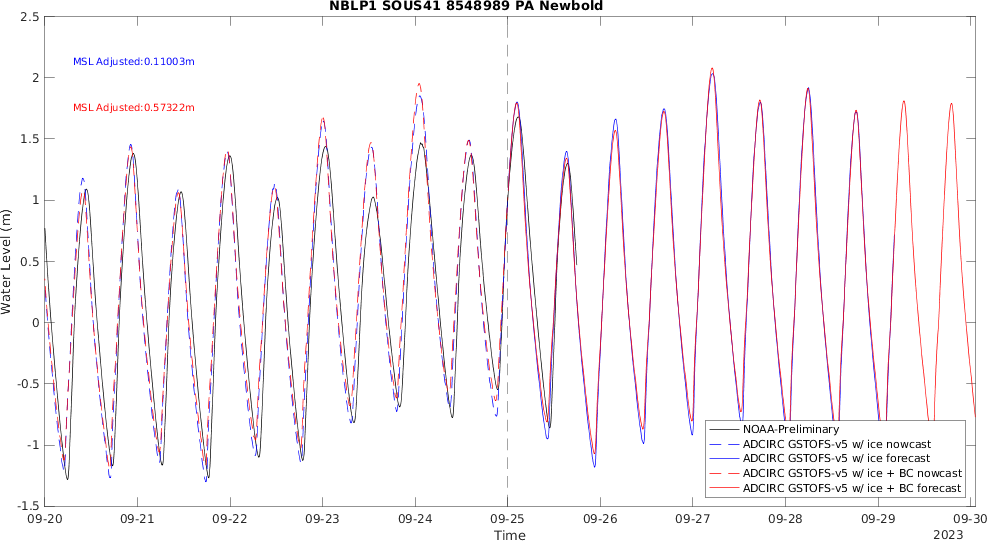 NBLP1 SOUS41 8548989 PA Newbold
2.5
2
1.5
1
0.5
0
-0.5
-1
-1.5
Water Level (m)
MSL Adjusted:0.11003m
MSL Adjusted:0.57322m
NOAA-Preliminary
ADCIRC GSTOFS-v5 w/ ice nowcast
ADCIRC GSTOFS-v5 w/ ice forecast
ADCIRC GSTOFS-v5 w/ ice + BC nowcast
ADCIRC GSTOFS-v5 w/ ice + BC forecast
09-20 09-21 09-22 09-23 09-24 09-25 09-26 09-27 09-28 09-29 09-30
Time
2023